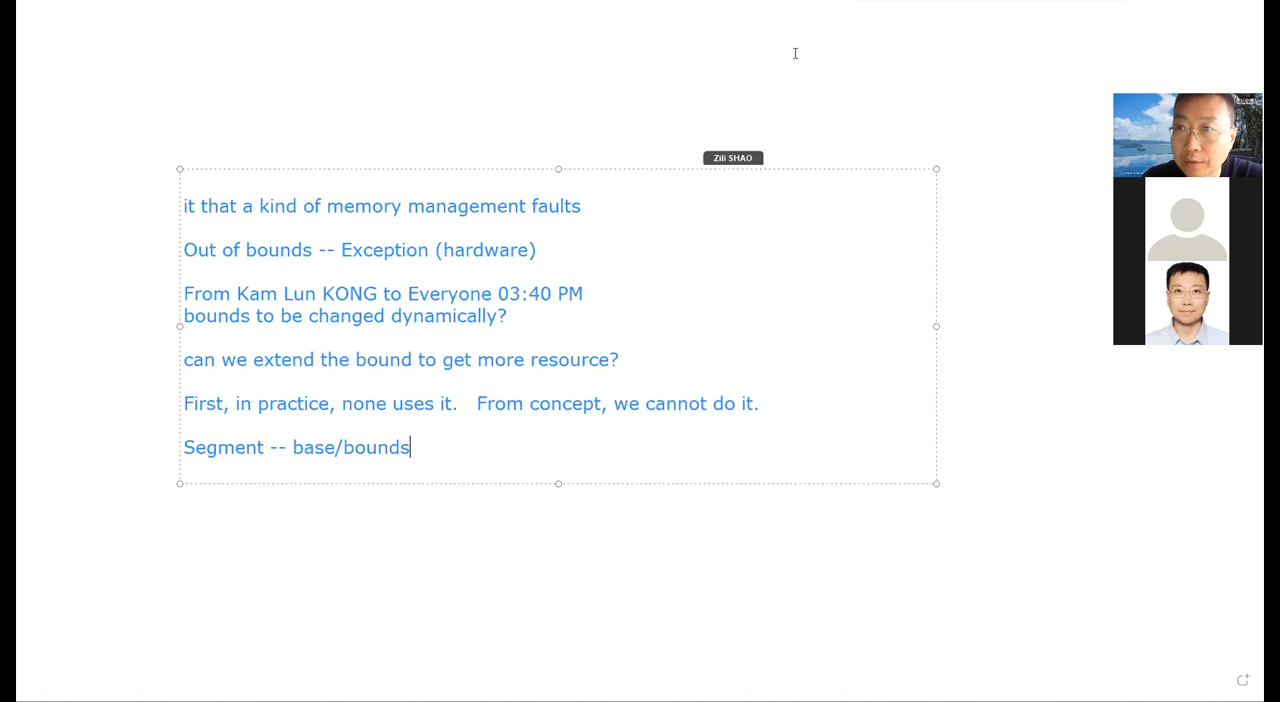 Zili SHAO
it that a kind of memory management faults
Out of bounds -- Exception (hardware)
From Kam Lun KONG to Everyone 03:40 PM
bounds to be changed dynamically?
can we extend the bound to get more resource?
First, in practice, none uses it.   From concept, we cannot do it.
Segment -- base/bounds